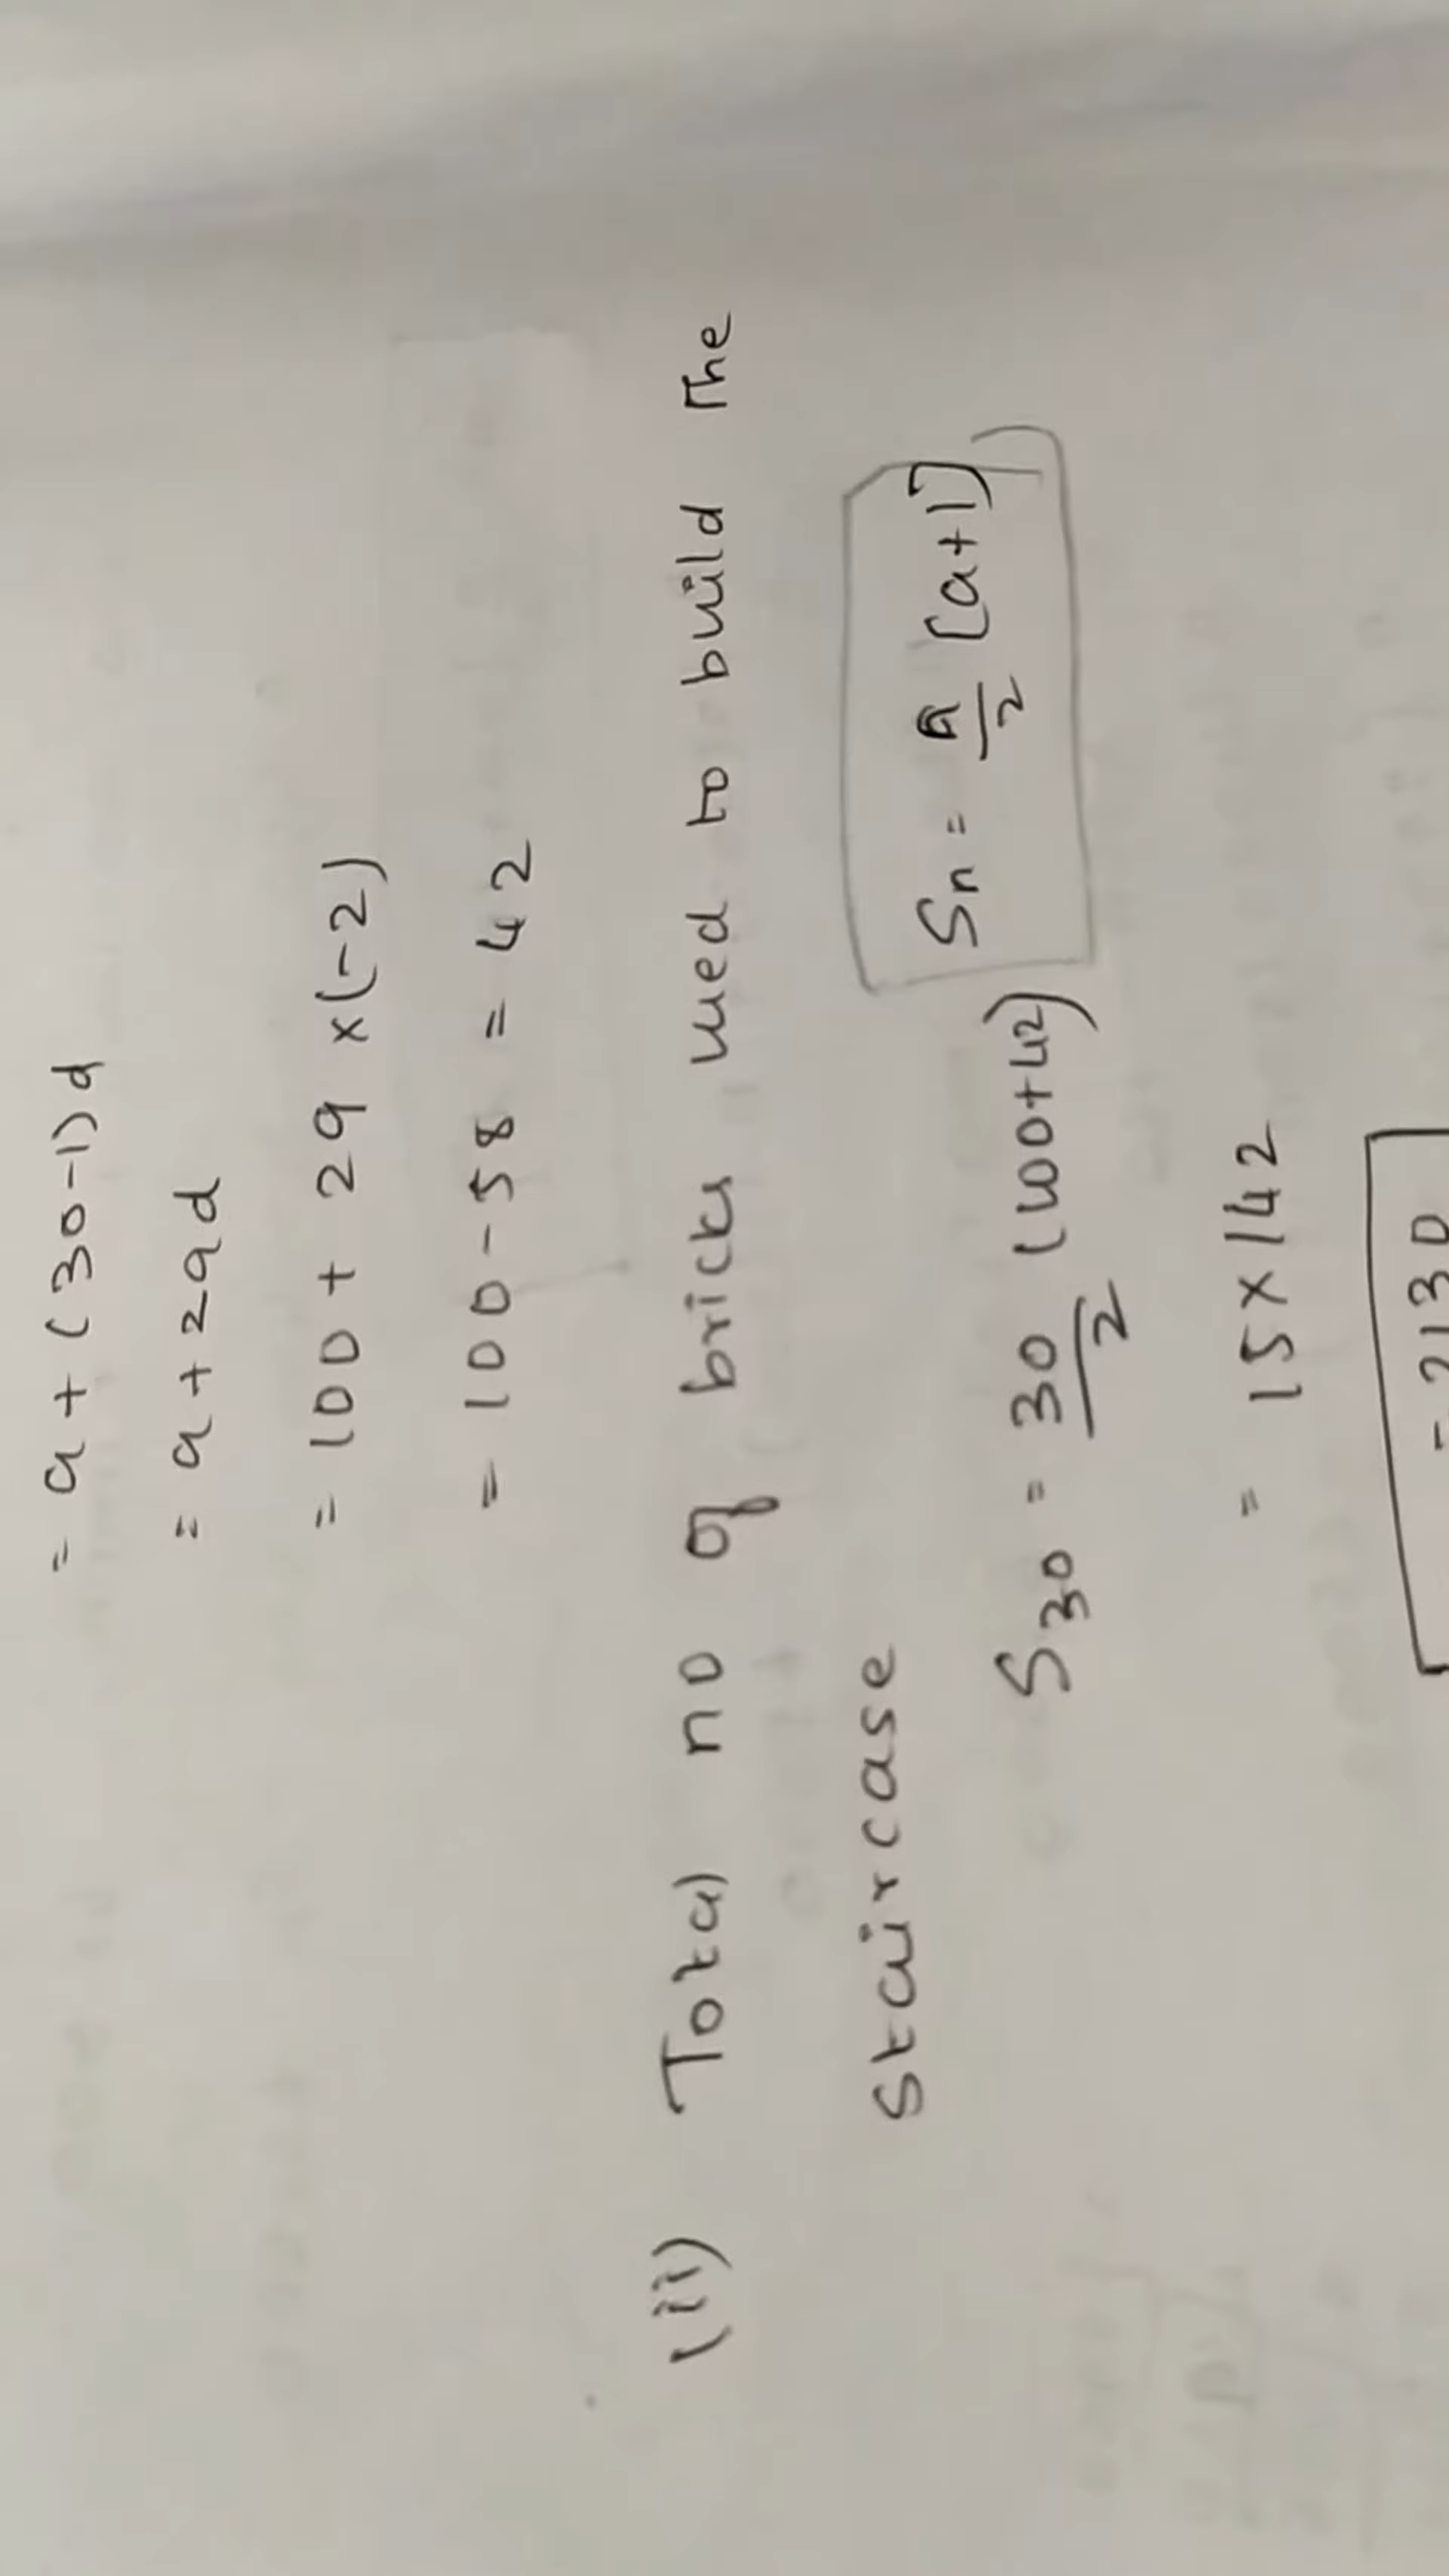 = a + (30-1)d
= a + 29d
= 100 + 29 x(-2)
= 100-58 = 42
(ii) Total no of bricks used to build The
Staircase
Sn = n/2 [a+l]
S30 = 30/2 (100+42)
= 15 x 142
= 2130